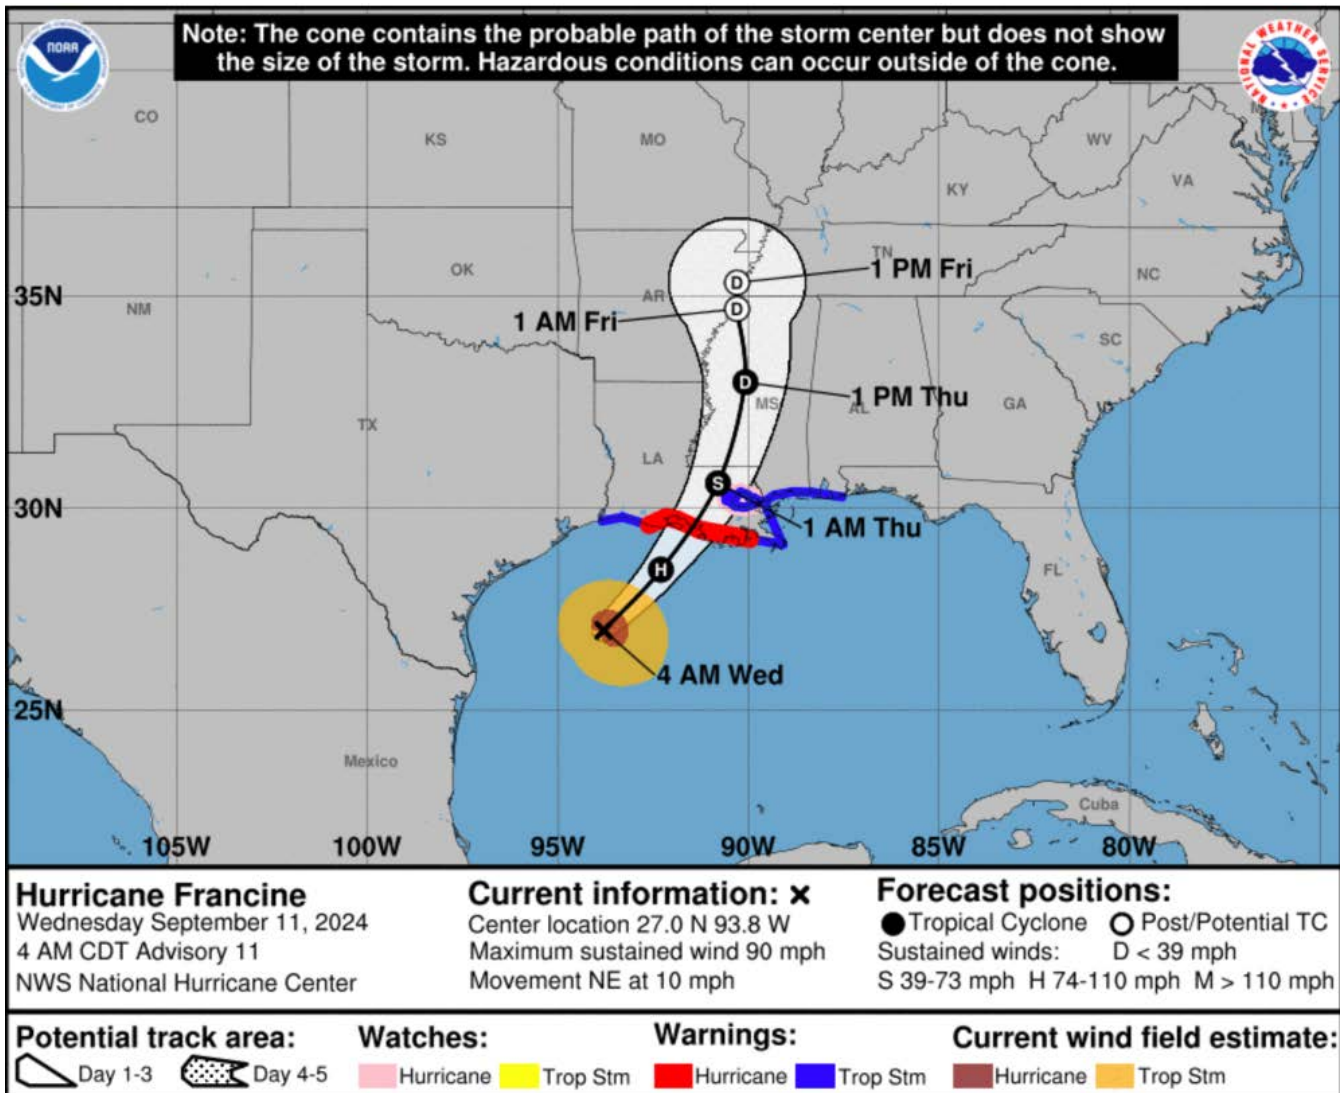 Note: The cone contains the probable path of the storm center but does not show
the size of the storm. Hazardous conditions can occur outside of the cone.
NOAA
NATIONAL WEATHER SERVICE
CO
KS
MO
WV
KY
VA
TN
1 PM Fri
OK
NC
35N
NM
AR
1 AM Fri
SC
1 PM Thu
MS
AL
GA
TX
LA
30N
1 AM Thu
H
S
D
D
D
FL
4 AM Wed
25N
Mexico
Cuba
105W
100W
95W
90W
85W
80W
Hurricane Francine
Wednesday September 11, 2024
4 AM CDT Advisory 11
NWS National Hurricane Center
Current information: x
Center location 27.0 N 93.8 W
Maximum sustained wind 90 mph
Movement NE at 10 mph
Forecast positions:
Tropical Cyclone Post/Potential TC
Sustained winds: D < 39 mph
S 39-73 mph H 74-110 mph M > 110 mph
Potential track area:
Day 1-3 Day 4-5
Watches:
Hurricane Trop Stm
Warnings:
Hurricane Trop Stm
Current wind field estimate:
Hurricane Trop Stm